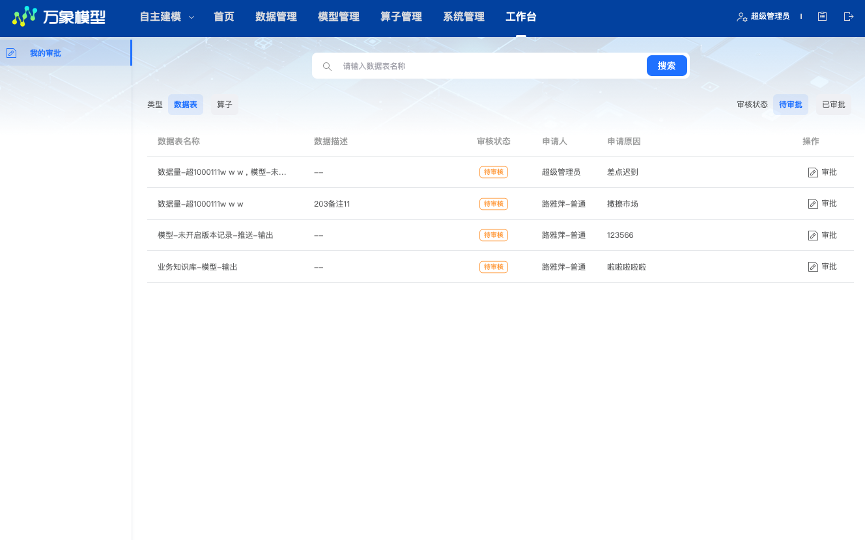 万象模型 自主建模 首页 数据管理 模型管理 算子管理 系统管理 工作台 超级管理员
我的审批
请输入数据表名称 搜索
类型 数据表 算子 审核状态 待审批 已审批
数据表名称 数据描述 审核状态 申请人 申请原因 操作
数据量-超1000111w w w , 模型-未... -- 待审核 超级管理员 差点迟到 审批
数据量-超1000111w w w 203备注11 待审核 路雅萍-普通 橄榄市场 审批
模型-未开启版本记录-推送-输出 -- 待审核 路雅萍-普通 123566 审批
业务知识库-模型-输出 -- 待审核 路雅萍-普通 啦啦啦啦啦 审批